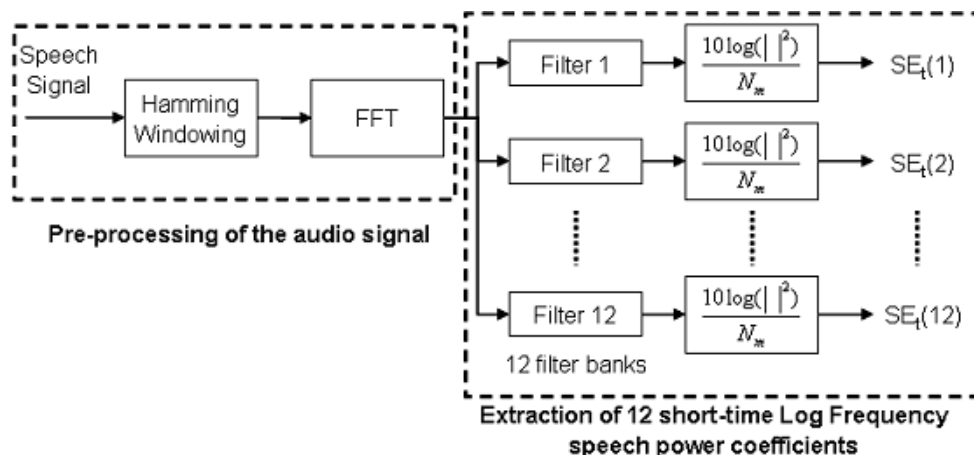 Speech
Signal
Hamming
Windowing
FFT
Pre-processing of the audio signal
Filter 1
10log(| |²)
Nₘ
SEₜ(1)
Filter 2
10log(| |²)
Nₘ
SEₜ(2)
Filter 12
10log(| |²)
Nₘ
SEₜ(12)
12 filter banks
Extraction of 12 short-time Log Frequency
speech power coefficients